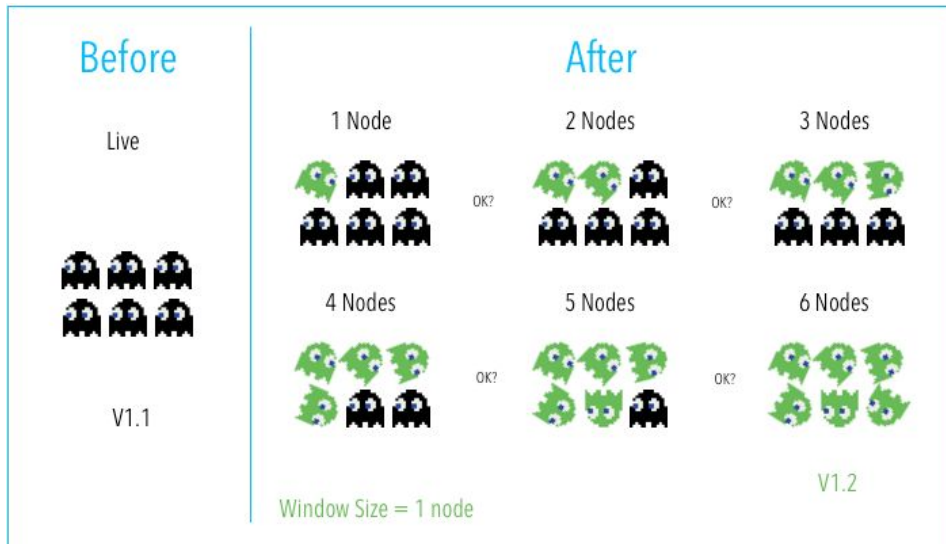 Before
Live
V1.1
After
1 Node
2 Nodes
3 Nodes
OK?
OK?
4 Nodes
5 Nodes
6 Nodes
OK?
OK?
V1.2
Window Size = 1 node